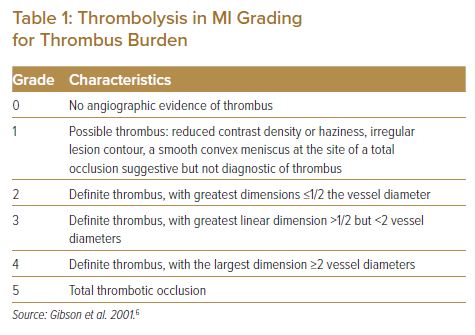 Table 1: Thrombolysis in MI Grading
for Thrombus Burden
Grade Characteristics
0 No angiographic evidence of thrombus
1 Possible thrombus: reduced contrast density or haziness, irregular
lesion contour, a smooth convex meniscus at the site of a total
occlusion suggestive but not diagnostic of thrombus
2 Definite thrombus, with greatest dimensions ≤1/2 the vessel diameter
3 Definite thrombus, with greatest linear dimension >1/2 but <2 vessel
diameters
4 Definite thrombus, with the largest dimension ≥2 vessel diameters
5 Total thrombotic occlusion
Source: Gibson et al. 2001.⁶